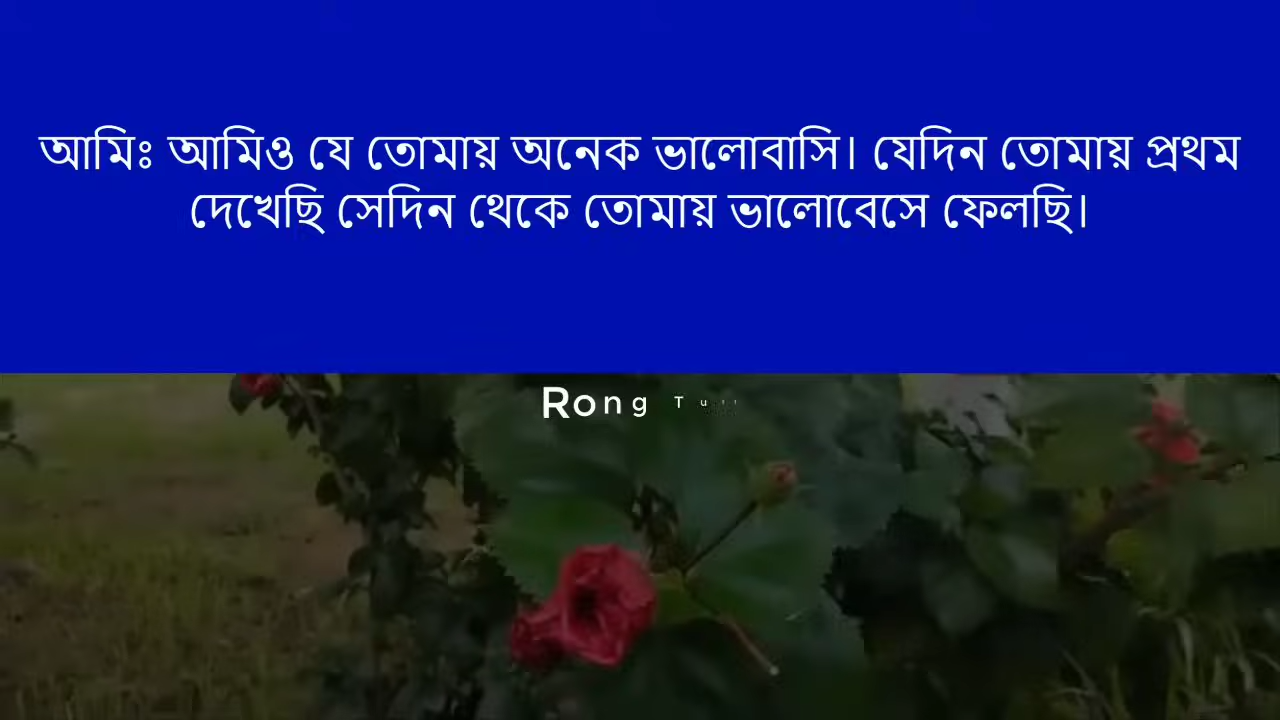 আমিঃ আমিও যে তোমায় অনেক ভালোবাসি। যেদিন তোমায় প্রথম
দেখেছি সেদিন থেকে তোমায় ভালোবেসে ফেলছি।
Rong